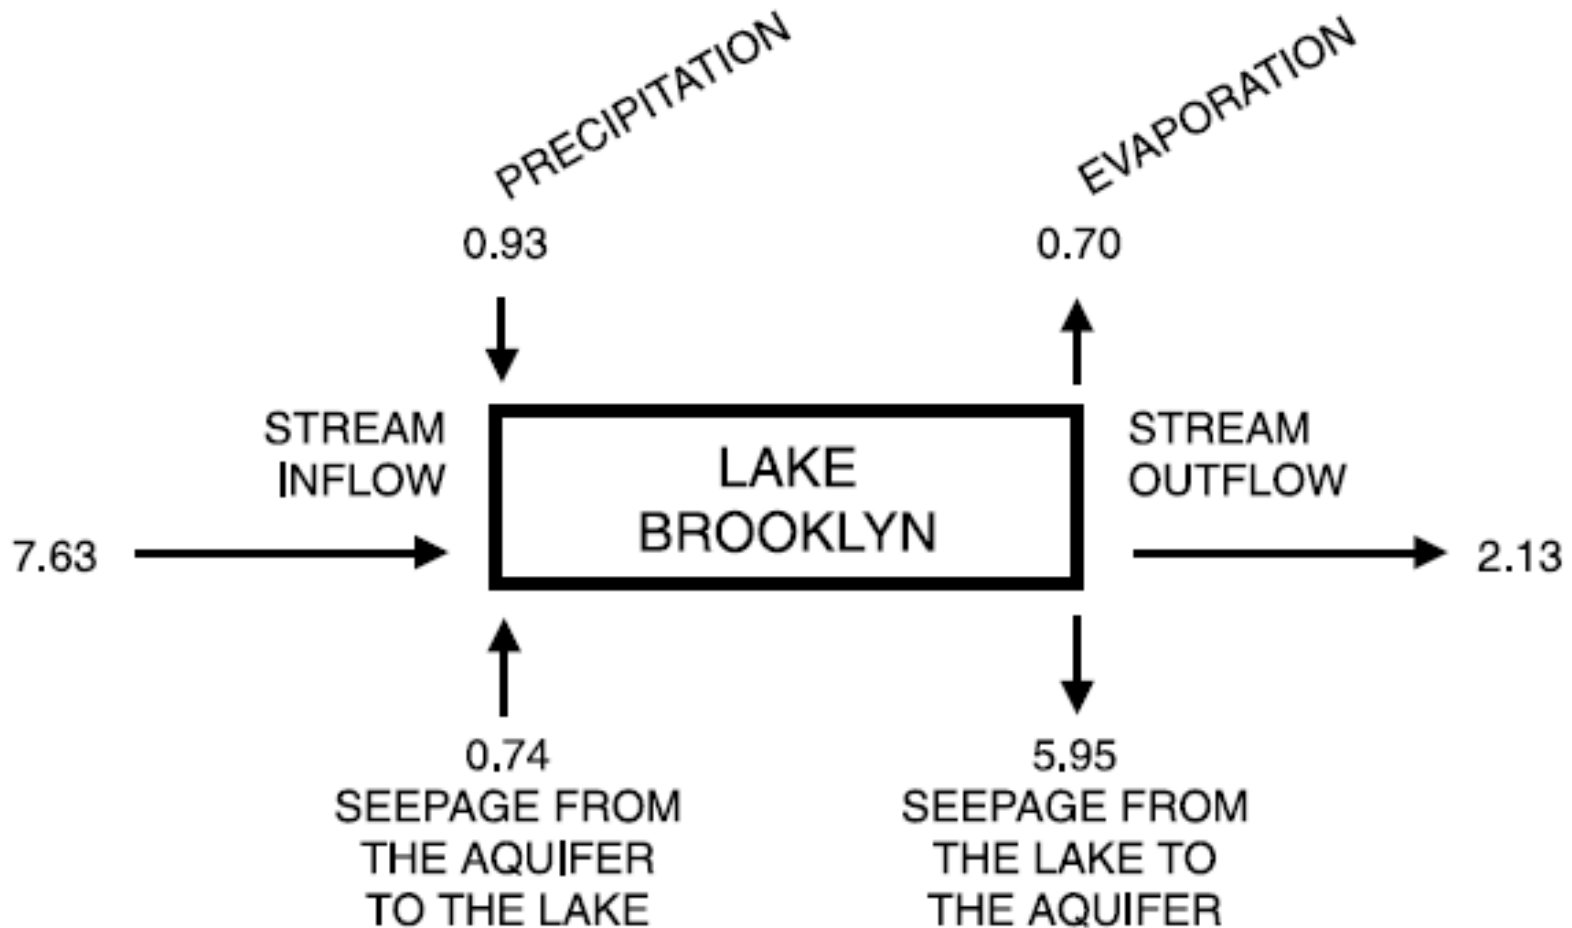 PRECIPITATION
EVAPORATION
0.93
0.70
STREAM
INFLOW
LAKE
BROOKLYN
STREAM
OUTFLOW
7.63
2.13
0.74
SEEPAGE FROM
THE AQUIFER
TO THE LAKE
5.95
SEEPAGE FROM
THE LAKE TO
THE AQUIFER